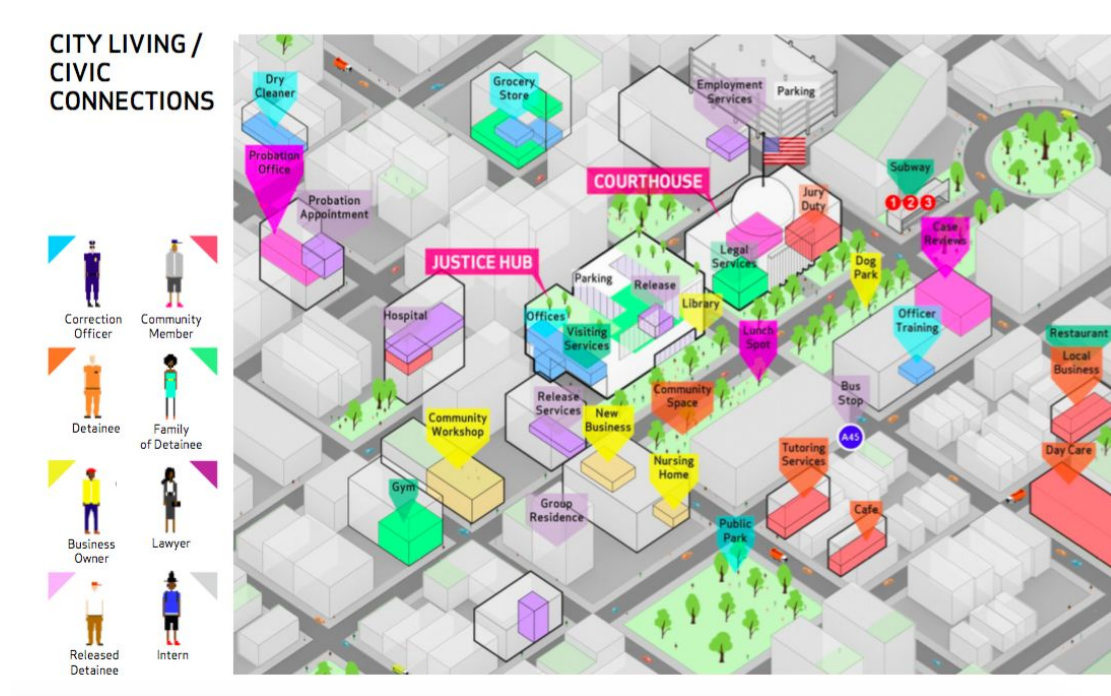 CITY LIVING /
CIVIC
CONNECTIONS
Correction
Officer
Community
Member
Detainee
Family
of Detainee
Business
Owner
Lawyer
Released
Detainee
Intern
Dry
Cleaner
Grocery
Store
Employment
Services
Parking
Probation
Office
Probation
Appointment
COURTHOUSE
Jury
Duty
Subway
1 2 3
Case
Reviews
JUSTICE HUB
Parking
Release
Legal
Services
Dog
Park
Library
Hospital
Offices
Visiting
Services
Lunch
Spot
Officer
Training
Restaurant
Local
Business
Release
Services
New
Business
Community
Space
Bus
Stop
A45
Community
Workshop
Nursing
Home
Tutoring
Services
Day Care
Gym
Group
Residence
Public
Park
Cafe